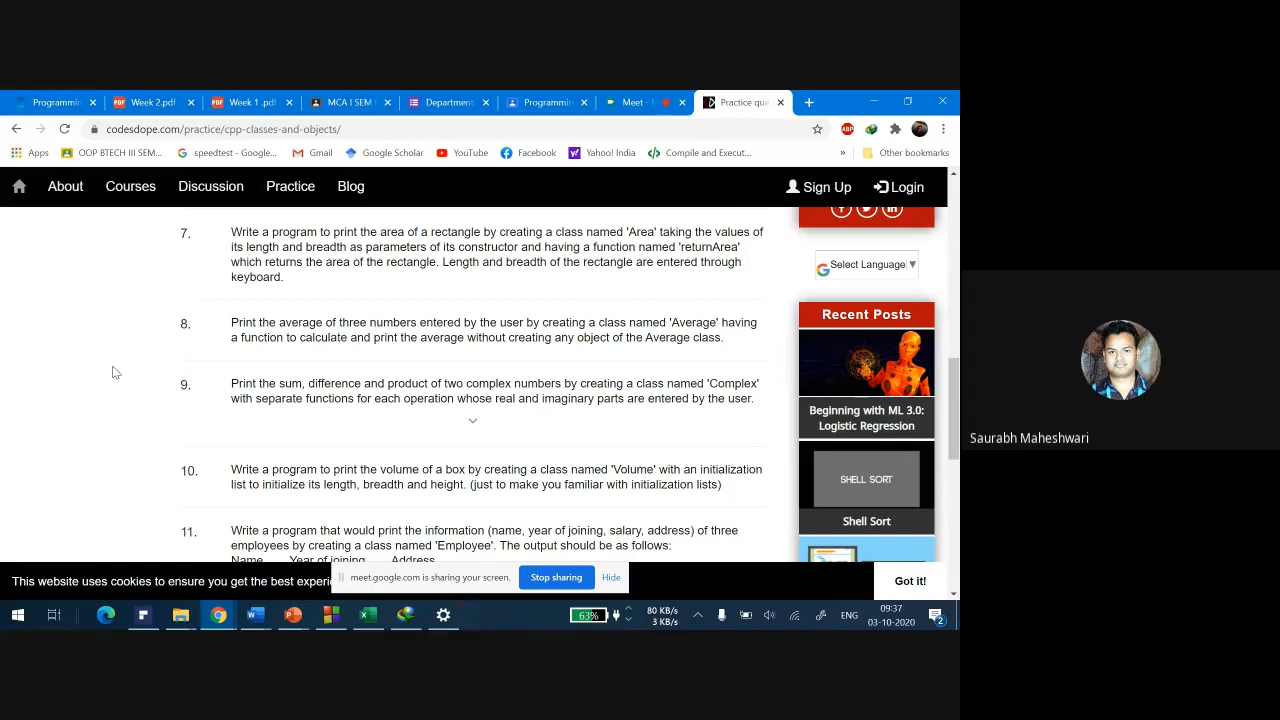 Programmin
Week 2.pdf
Week 1 .pdf
MCA I SEM I
Department
Programmin
Meet -
Practice que
codesdope.com/practice/cpp-classes-and-objects/
ABP
Apps
OOP BTECH III SEM...
speedtest - Google...
Gmail
Google Scholar
YouTube
Facebook
Yahoo! India
Compile and Execut...
»
Other bookmarks
About
Courses
Discussion
Practice
Blog
Sign Up
Login
7.
Write a program to print the area of a rectangle by creating a class named 'Area' taking the values of
its length and breadth as parameters of its constructor and having a function named 'returnArea'
which returns the area of the rectangle. Length and breadth of the rectangle are entered through
keyboard.
8.
Print the average of three numbers entered by the user by creating a class named 'Average' having
a function to calculate and print the average without creating any object of the Average class.
9.
Print the sum, difference and product of two complex numbers by creating a class named 'Complex'
with separate functions for each operation whose real and imaginary parts are entered by the user.
10.
Write a program to print the volume of a box by creating a class named 'Volume' with an initialization
list to initialize its length, breadth and height. (just to make you familiar with initialization lists)
11.
Write a program that would print the information (name, year of joining, salary, address) of three
employees by creating a class named 'Employee'. The output should be as follows:
Name Year of joining Address
Select Language
Recent Posts
Beginning with ML 3.0:
Logistic Regression
SHELL SORT
Shell Sort
This website uses cookies to ensure you get the best experi
meet.google.com is sharing your screen.
Stop sharing
Hide
Got it!
63%
80 KB/s
3 KB/s
ENG
09:37
03-10-2020
2
Saurabh Maheshwari